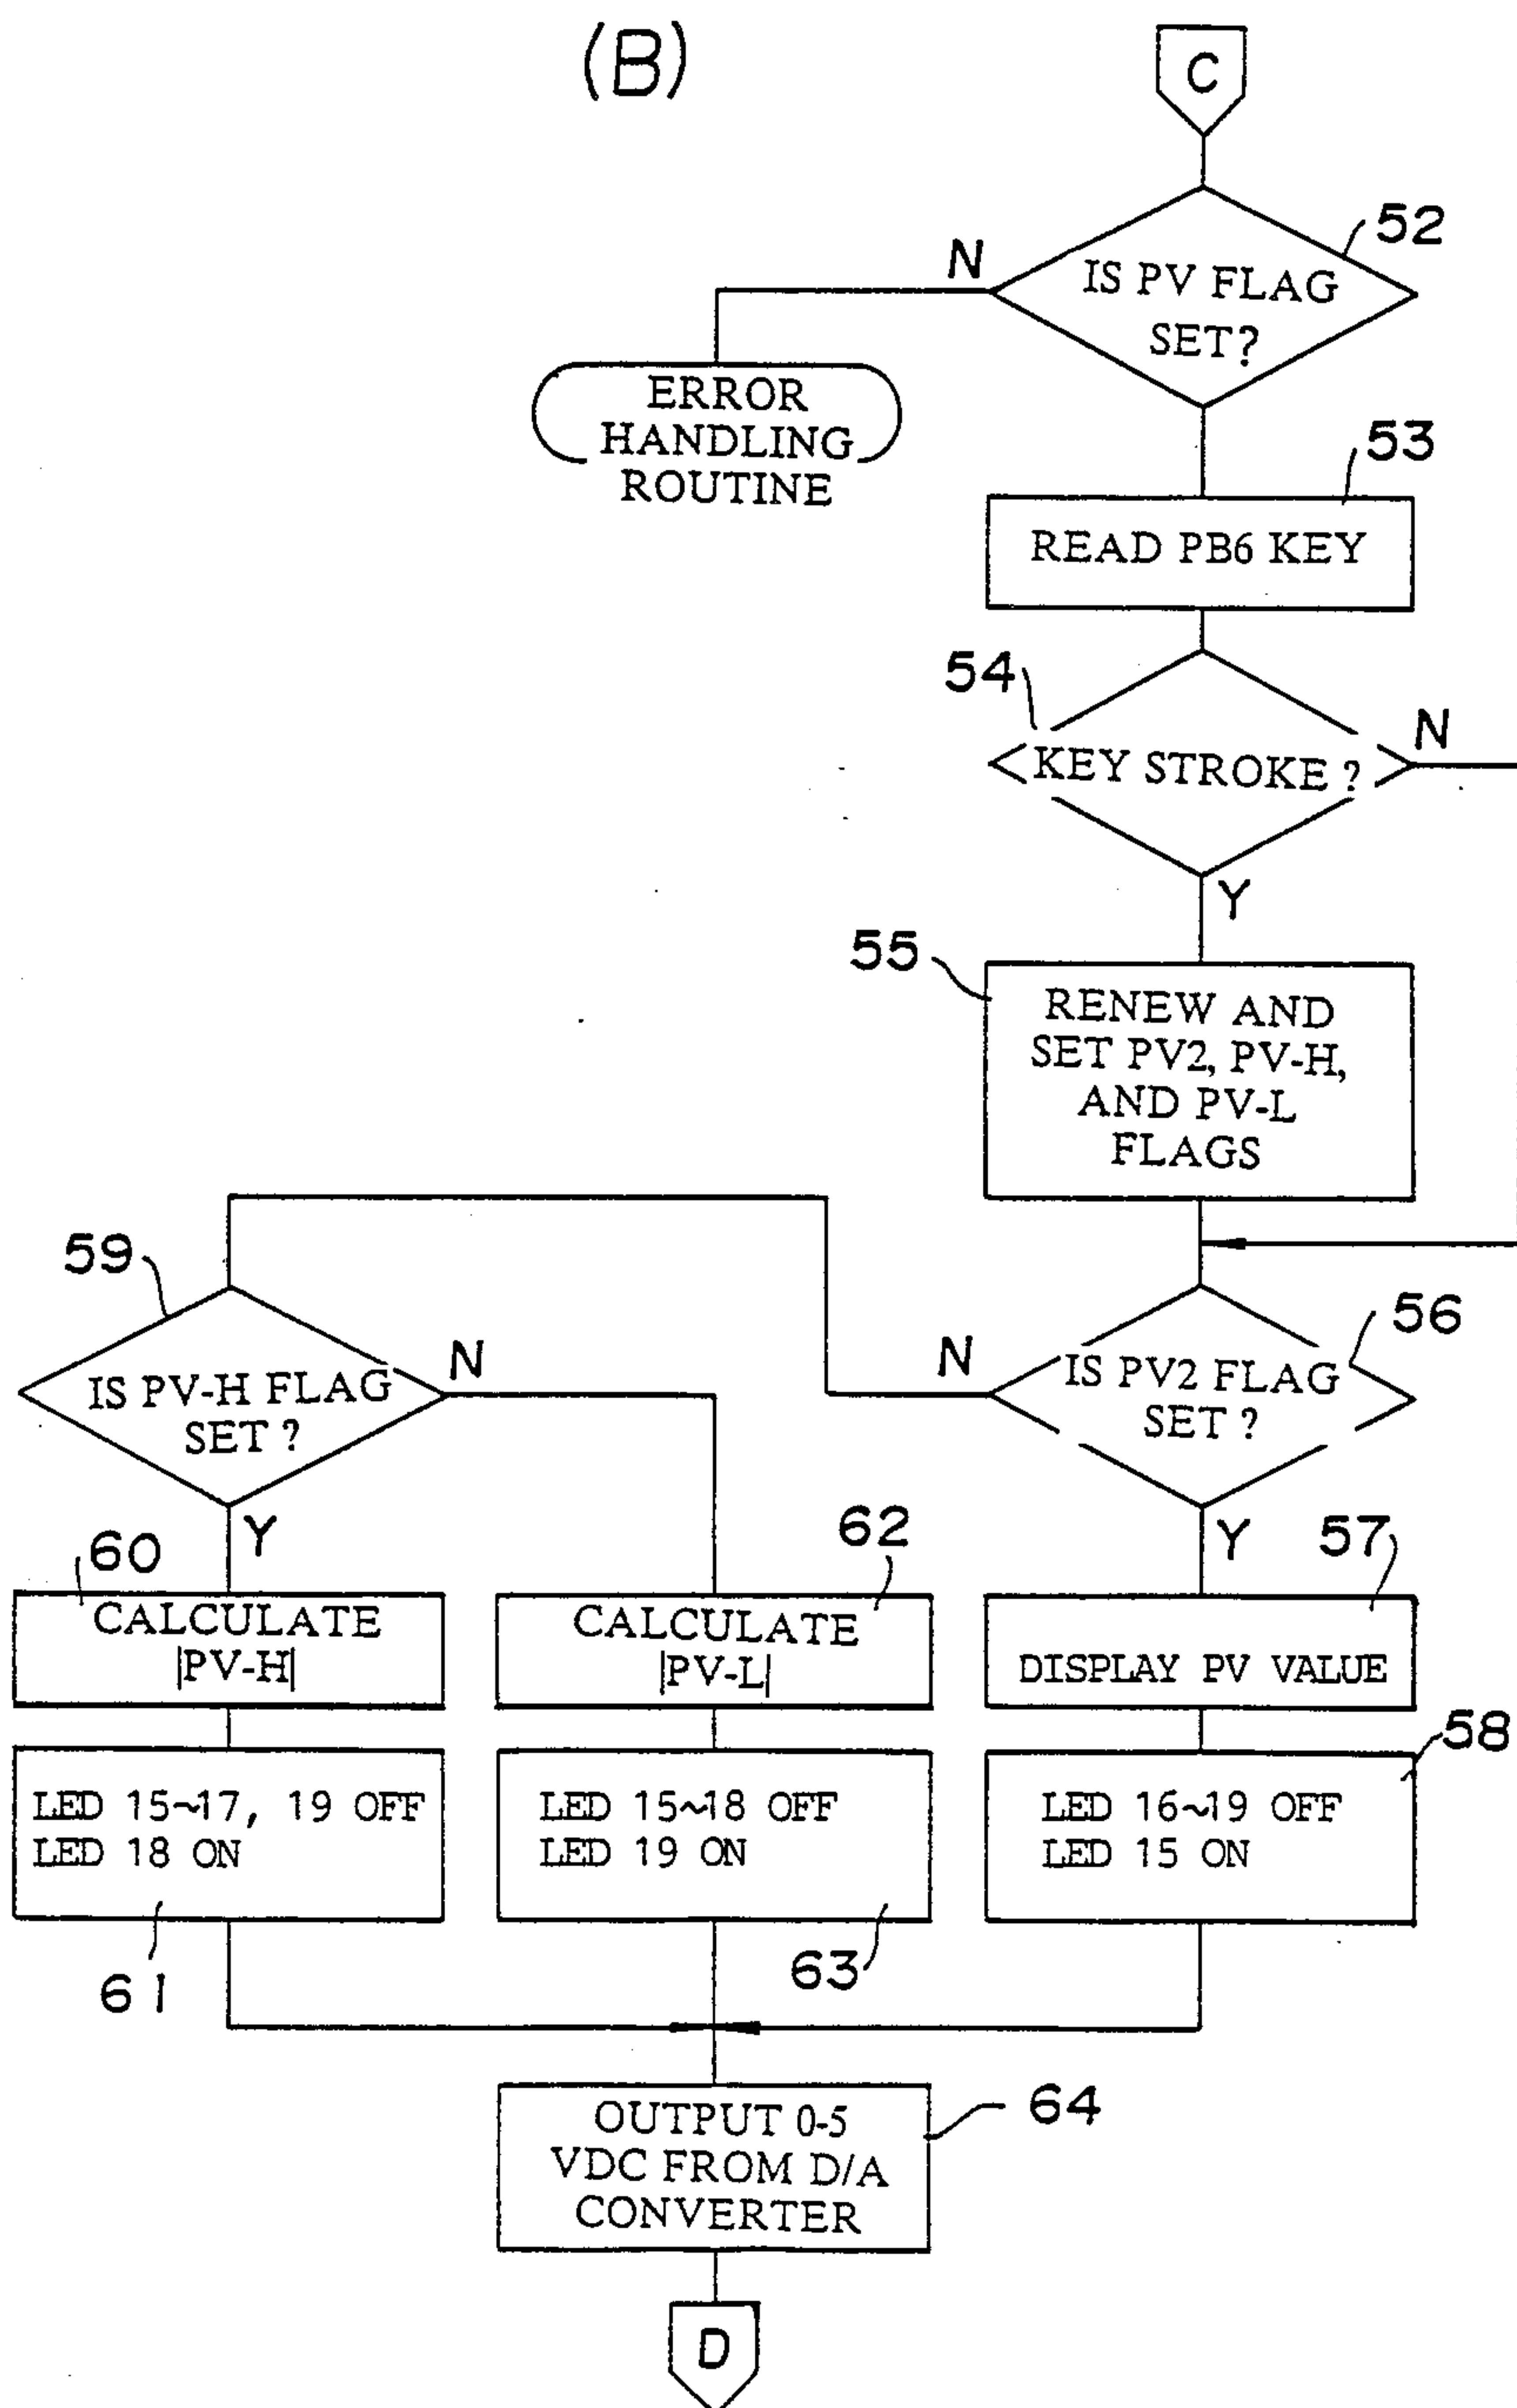 (B)
C
52
N
IS PV FLAG
SET?
ERROR
HANDLING
ROUTINE
53
READ PB6 KEY
54
N
KEY STROKE ?
Y
55
RENEW AND
SET PV2, PV-H,
AND PV-L
FLAGS
59
N
IS PV-H FLAG
SET ?
56
N
IS PV2 FLAG
SET ?
Y
Y
60
CALCULATE
|PV-H|
62
CALCULATE
|PV-L|
57
DISPLAY PV VALUE
58
LED 15~17, 19 OFF
LED 18 ON
LED 15~18 OFF
LED 19 ON
LED 16~19 OFF
LED 15 ON
61
63
64
OUTPUT 0-5
VDC FROM D/A
CONVERTER
D